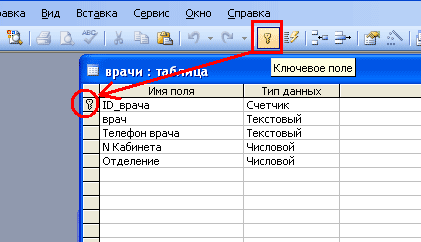 равка Вид Вставка Сервис Окно Справка
ABC
Ключевое поле
врачи : таблица
Имя поля Тип данных
ID_врача Счетчик
врач Текстовый
Телефон врача Текстовый
N Кабинета Числовой
Отделение Числовой